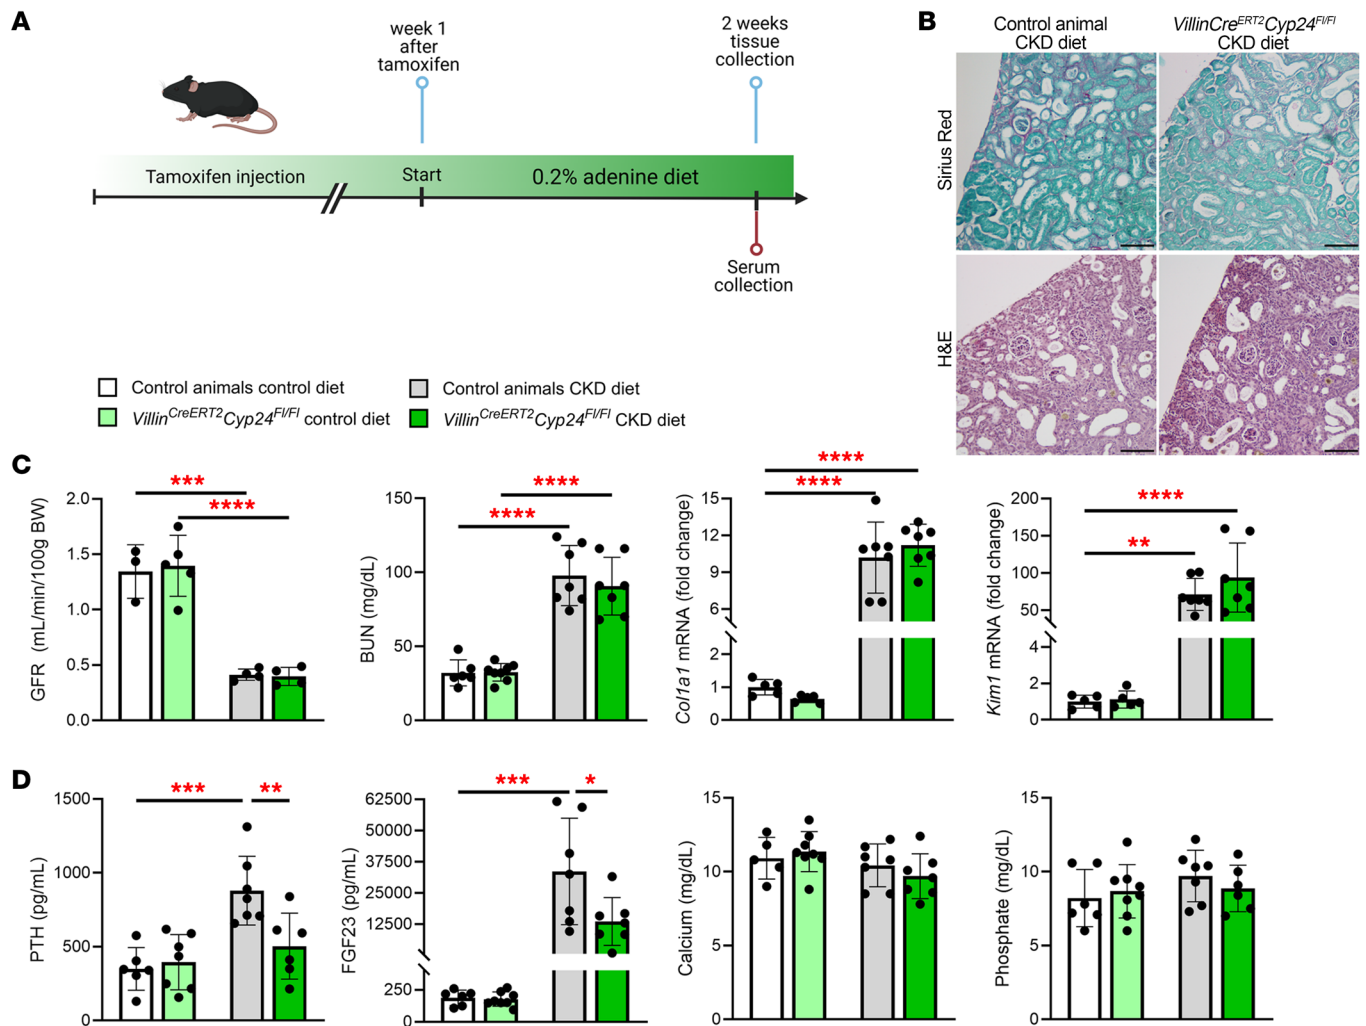 A
week 1
after
tamoxifen
2 weeks
tissue
collection
Tamoxifen injection
Start
0.2% adenine diet
Serum
collection
B
Control animal
CKD diet
VillinCreERT2Cyp24Fl/Fl
CKD diet
Sirius Red
H&E
Control animals control diet
Control animals CKD diet
VillinCreERT2Cyp24Fl/Fl control diet
VillinCreERT2Cyp24Fl/Fl CKD diet
C
GFR (mL/min/100g BW)
2.0
1.5
1.0
0.5
0.0
***
****
BUN (mg/dL)
150
100
50
0
****
****
Col1a1 mRNA (fold change)
15
12
9
6
2
1
0
****
****
Kim1 mRNA (fold change)
200
150
100
50
4
2
0
****
**
D
PTH (pg/mL)
1500
1000
500
0
***
**
FGF23 (pg/mL)
62500
50000
37500
25000
12500
250
0
***
*
Calcium (mg/dL)
15
10
5
0
Phosphate (mg/dL)
15
10
5
0